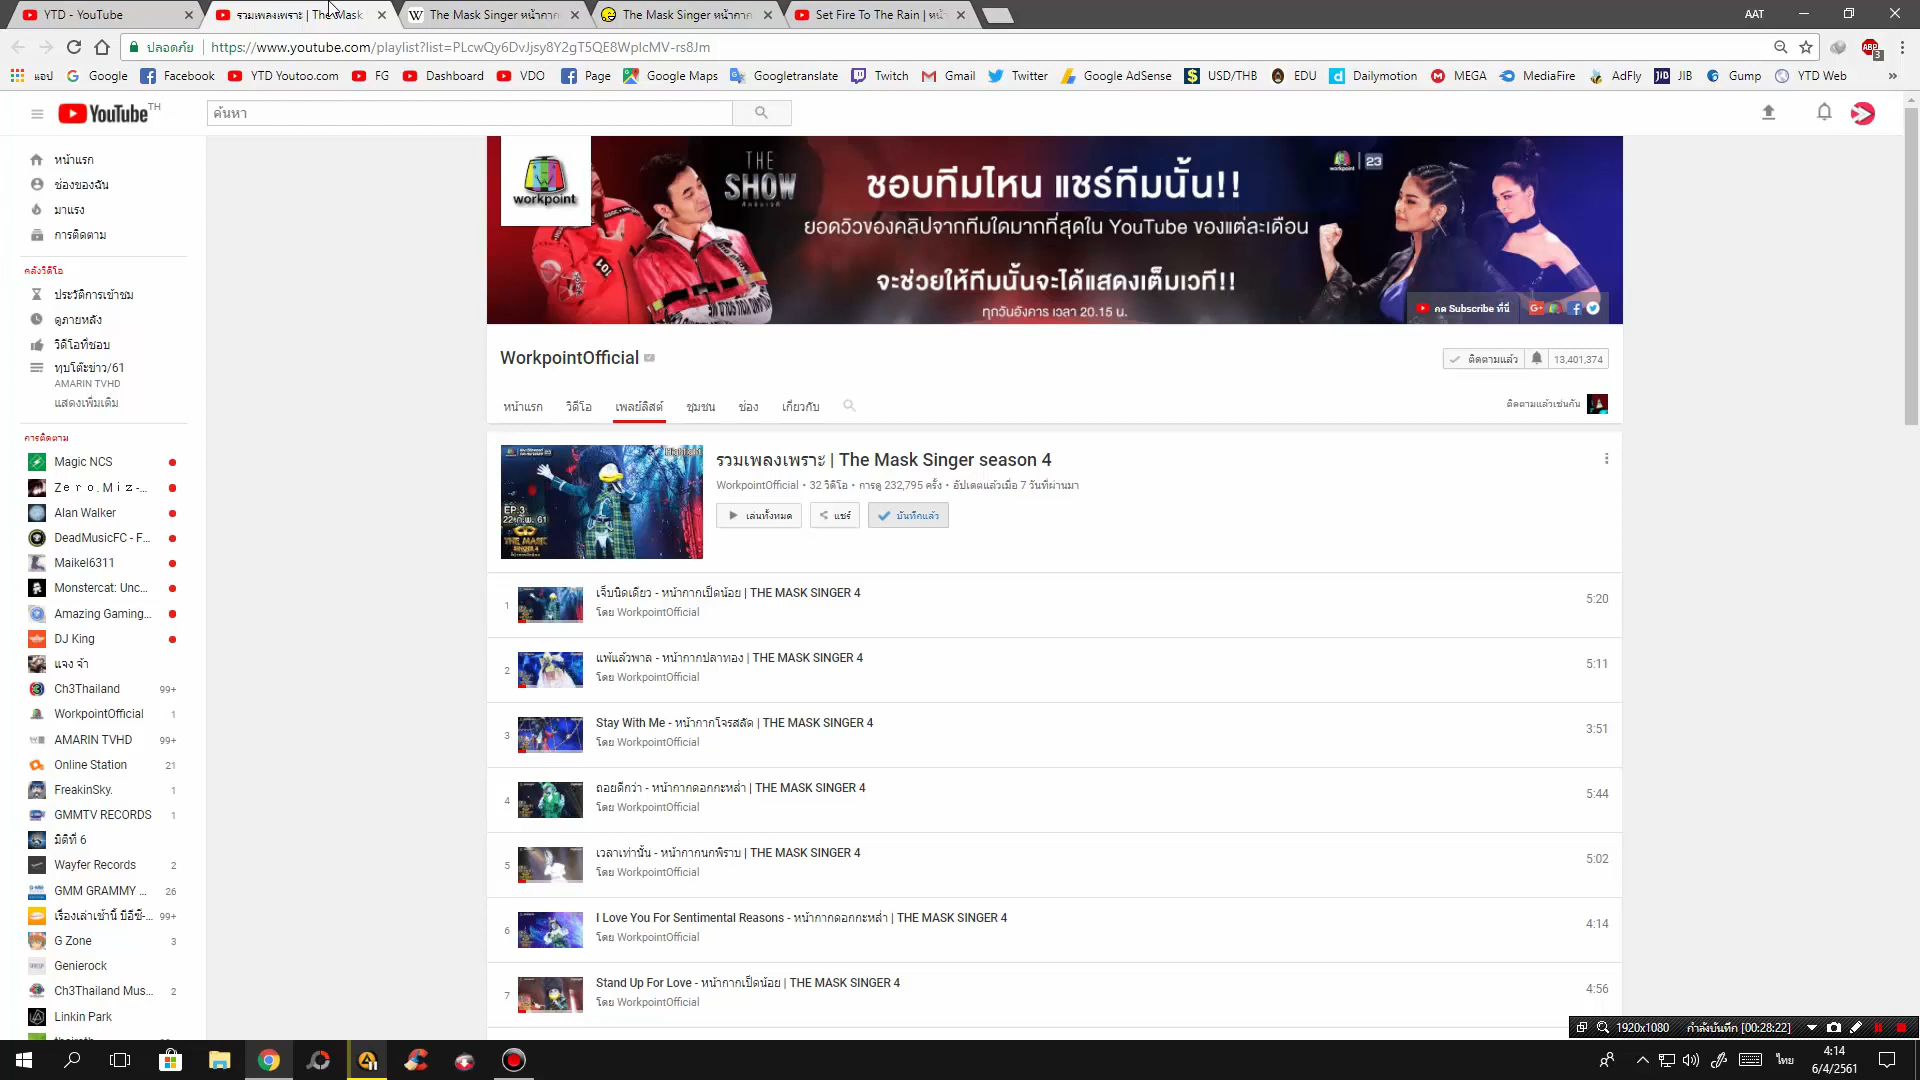 YTD - YouTube
รวมเพลงเพราะ | The Mask
The Mask Singer หน้ากาก
The Mask Singer หน้ากาก
Set Fire To The Rain | หน้า
AAT
ปลอดภัย
https://www.youtube.com/playlist?list=PLcwQy6DvJjsy8Y2gT5QE8WplcMV-rs8Jm
แอป
Google
Facebook
YTD Youtoo.com
FG
Dashboard
VDO
Page
Google Maps
Googletranslate
Twitch
Gmail
Twitter
Google AdSense
USD/THB
EDU
Dailymotion
MEGA
MediaFire
AdFly
JIB
Gump
YTD Web
YouTube TH
ค้นหา
หน้าแรก
ช่องของฉัน
มาแรง
การติดตาม
คลังวิดีโอ
ประวัติการเข้าชม
ดูภายหลัง
วิดีโอที่ชอบ
ทุบโต๊ะข่าว/61
AMARIN TVHD
แสดงเพิ่มเติม
การติดตาม
Magic NCS
Zero.Miz-...
Alan Walker
DeadMusicFC - F...
Maikel6311
Monstercat: Unc...
Amazing Gaming...
DJ King
แจง จ้า
Ch3Thailand 99+
WorkpointOfficial 1
AMARIN TVHD 99+
Online Station 21
FreakinSky. 1
GMMTV RECORDS 1
มิติที่ 6
Wayfer Records 2
GMM GRAMMY ... 26
เรื่องเล่าเช้านี้ บีอีซี-... 99+
G Zone 3
Genierock
Ch3Thailand Mus... 2
Linkin Park
workpoint
THE SHOW
101
ชอบทีมไหน แชร์ทีมนั้น!!
ยอดวิวของคลิปจากทีมใดมากที่สุดใน YouTube ของแต่ละเดือน
จะช่วยให้ทีมนั้นจะได้แสดงเต็มเวที!!
ทุกวันอังคาร เวลา 20.15 น.
workpoint 23
กด Subscribe ที่นี่
WorkpointOfficial
ติดตามแล้ว 13,401,374
หน้าแรก วิดีโอ เพลย์ลิสต์ ชุมชน ช่อง เกี่ยวกับ
ติดตามแล้วเช่นกัน
Highlight
EP.3
22 ก.พ. 61
THE MASK
SINGER 4
รวมเพลงเพราะ | The Mask Singer season 4
WorkpointOfficial • 32 วิดีโอ • การดู 232,795 ครั้ง • อัปเดตแล้วเมื่อ 7 วันที่ผ่านมา
เล่นทั้งหมด แชร์ บันทึกแล้ว
1 เจ็บนิดเดียว - หน้ากากเป็ดน้อย | THE MASK SINGER 4 5:20
โดย WorkpointOfficial
2 แพ้แล้วพาล - หน้ากากปลาทอง | THE MASK SINGER 4 5:11
โดย WorkpointOfficial
3 Stay With Me - หน้ากากโจรสลัด | THE MASK SINGER 4 3:51
โดย WorkpointOfficial
4 ถอยดีกว่า - หน้ากากดอกกะหล่ำ | THE MASK SINGER 4 5:44
โดย WorkpointOfficial
5 เวลาเท่านั้น - หน้ากากนกพิราบ | THE MASK SINGER 4 5:02
โดย WorkpointOfficial
6 I Love You For Sentimental Reasons - หน้ากากดอกกะหล่ำ | THE MASK SINGER 4 4:14
โดย WorkpointOfficial
7 Stand Up For Love - หน้ากากเป็ดน้อย | THE MASK SINGER 4 4:56
โดย WorkpointOfficial
1920x1080 กำลังบันทึก [00:28:22]
ไทย
4:14
6/4/2561